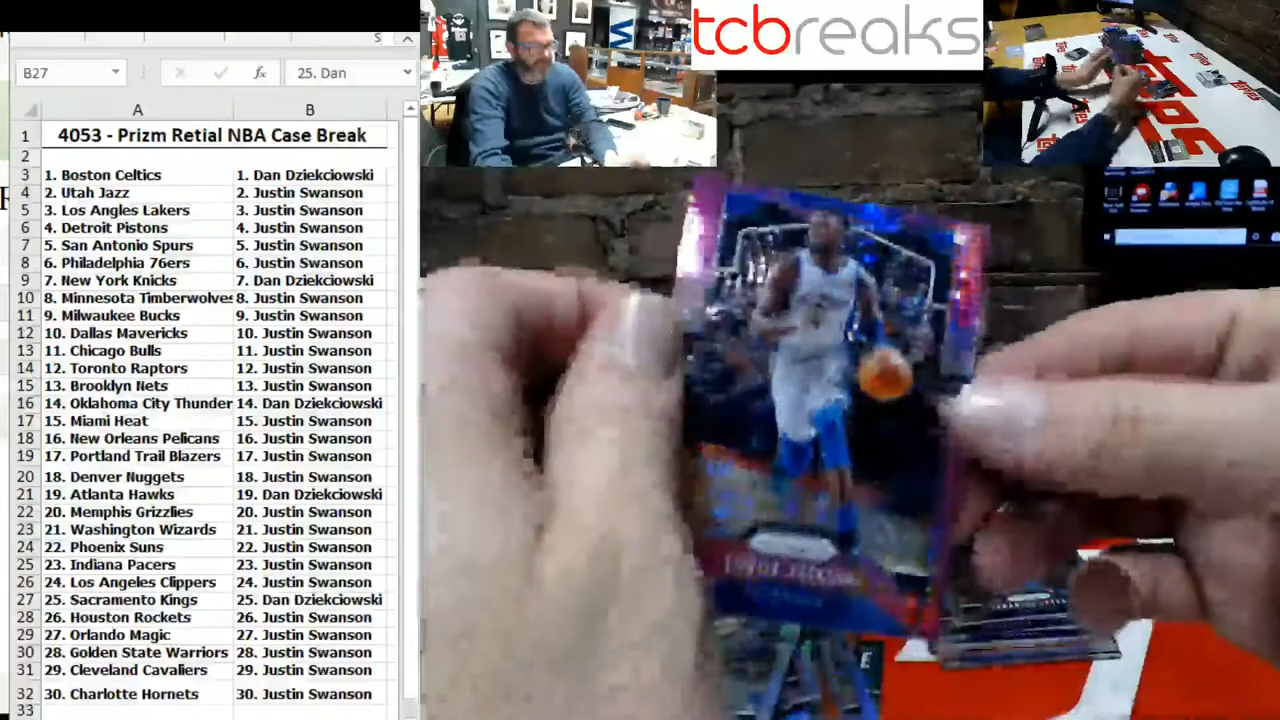 tcbreaks
S
B27
fx
25. Dan
A B
1 4053 - Prizm Retial NBA Case Break
2
3 1. Boston Celtics 1. Dan Dziekciowski
4 2. Utah Jazz 2. Justin Swanson
5 3. Los Angles Lakers 3. Justin Swanson
6 4. Detroit Pistons 4. Justin Swanson
7 5. San Antonio Spurs 5. Justin Swanson
8 6. Philadelphia 76ers 6. Justin Swanson
9 7. New York Knicks 7. Dan Dziekciowski
10 8. Minnesota Timberwolves 8. Justin Swanson
11 9. Milwaukee Bucks 9. Justin Swanson
12 10. Dallas Mavericks 10. Justin Swanson
13 11. Chicago Bulls 11. Justin Swanson
14 12. Toronto Raptors 12. Justin Swanson
15 13. Brooklyn Nets 13. Justin Swanson
16 14. Oklahoma City Thunder 14. Dan Dziekciowski
17 15. Miami Heat 15. Justin Swanson
18 16. New Orleans Pelicans 16. Justin Swanson
19 17. Portland Trail Blazers 17. Justin Swanson
20 18. Denver Nuggets 18. Justin Swanson
21 19. Atlanta Hawks 19. Dan Dziekciowski
22 20. Memphis Grizzlies 20. Justin Swanson
23 21. Washington Wizards 21. Justin Swanson
24 22. Phoenix Suns 22. Justin Swanson
25 23. Indiana Pacers 23. Justin Swanson
26 24. Los Angeles Clippers 24. Justin Swanson
27 25. Sacramento Kings 25. Dan Dziekciowski
28 26. Houston Rockets 26. Justin Swanson
29 27. Orlando Magic 27. Justin Swanson
30 28. Golden State Warriors 28. Justin Swanson
31 29. Cleveland Cavaliers 29. Justin Swanson
32 30. Charlotte Hornets 30. Justin Swanson
33
W
topps
E